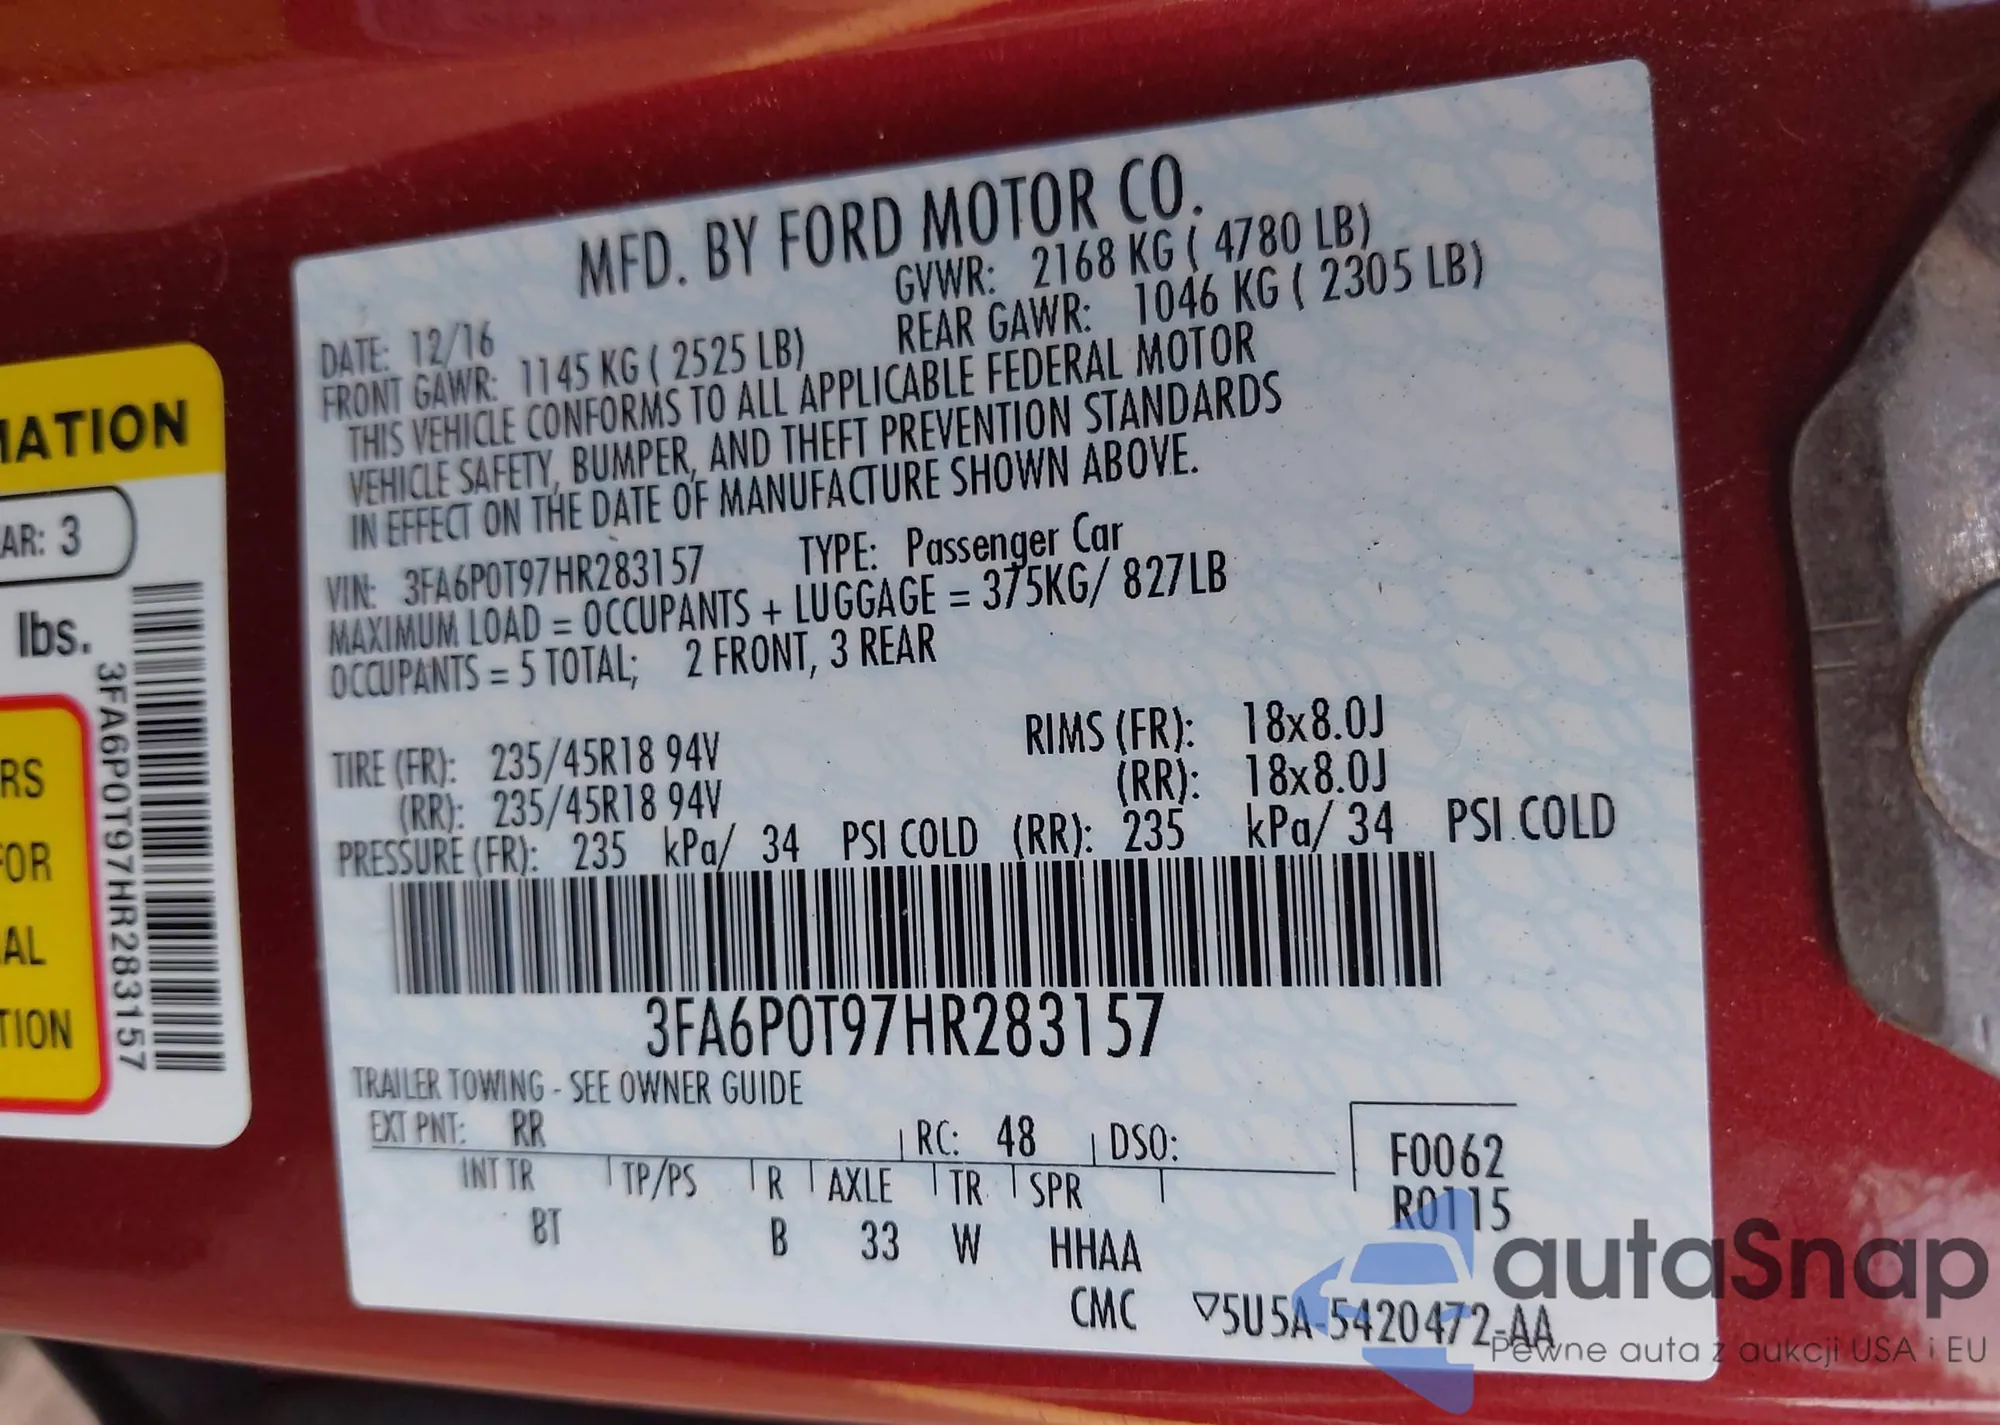 MFD. BY FORD MOTOR CO.
DATE: 12/16 GVWR: 2168 KG ( 4780 LB)
FRONT GAWR: 1145 KG ( 2525 LB) REAR GAWR: 1046 KG ( 2305 LB)
THIS VEHICLE CONFORMS TO ALL APPLICABLE FEDERAL MOTOR
VEHICLE SAFETY, BUMPER, AND THEFT PREVENTION STANDARDS
IN EFFECT ON THE DATE OF MANUFACTURE SHOWN ABOVE.
VIN: 3FA6P0T97HR283157 TYPE: Passenger Car
MAXIMUM LOAD = OCCUPANTS + LUGGAGE = 375KG/ 827LB
OCCUPANTS = 5 TOTAL; 2 FRONT, 3 REAR
TIRE (FR): 235/45R18 94V RIMS (FR): 18x8.0J
(RR): 235/45R18 94V (RR): 18x8.0J
PRESSURE (FR): 235 kPa/ 34 PSI COLD (RR): 235 kPa/ 34 PSI COLD
3FA6P0T97HR283157
TRAILER TOWING - SEE OWNER GUIDE
EXT PNT: RR RC: 48 DSO: F0062
INT TR TP/PS R AXLE TR SPR R0115
BT B 33 W HHAA
CMC ▽5U5A-5420472-AA
MATION
AR: 3
lbs.
3FA6P0T97HR283157
RS
FOR
AL
TION
autaSnap
Pewne auta z aukcji USA i EU